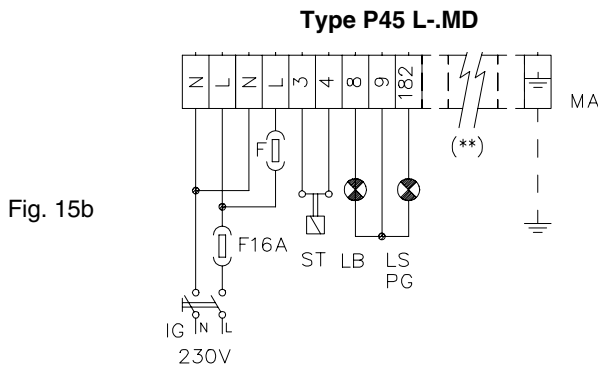 Type P45 L-.MD
N L N L 3 4 8 9 182
MA
(**)
F
Fig. 15b
F16A
ST LB LS
PG
IG N L
230V